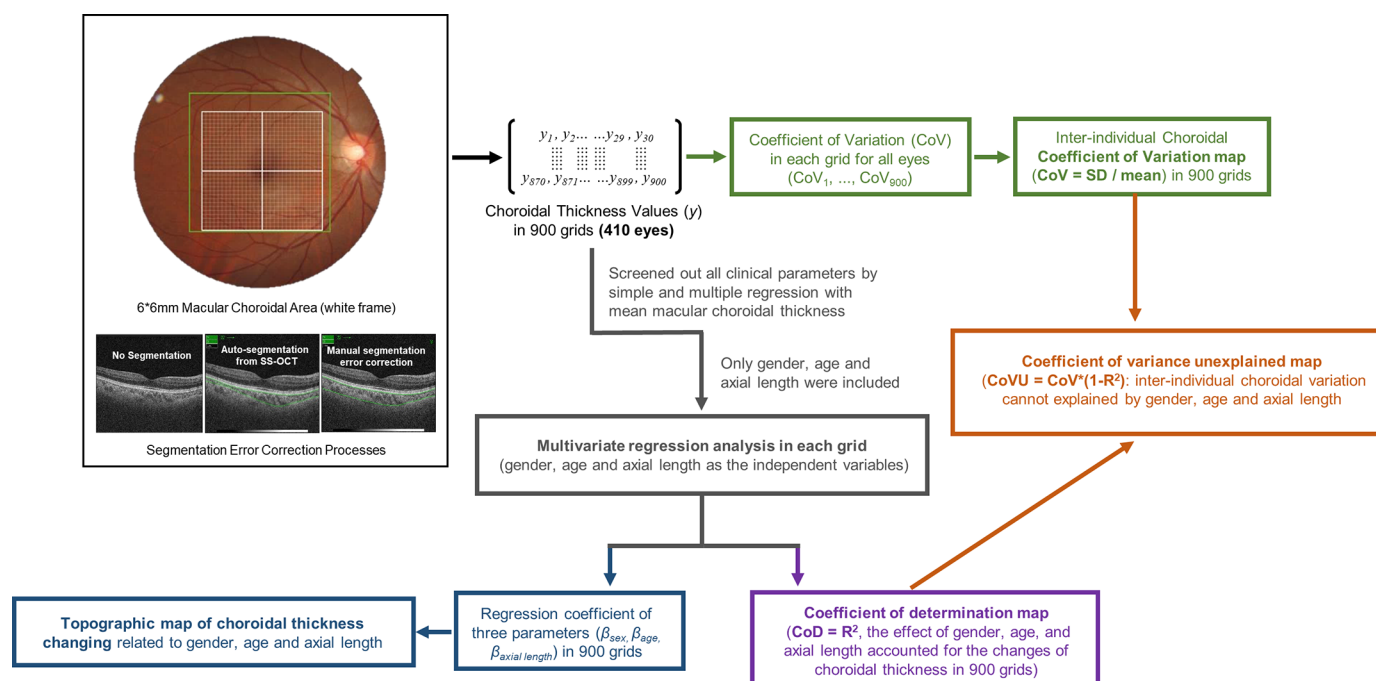 6*6mm Macular Choroidal Area (white frame)
No Segmentation
Auto-segmentation
from SS-OCT
Manual segmentation
error correction
Segmentation Error Correction Processes
y1, y2... ...y29, y30
y870, y871... ...y899, y900
Choroidal Thickness Values (y)
in 900 grids (410 eyes)
Coefficient of Variation (CoV)
in each grid for all eyes
(CoV1, ..., CoV900)
Inter-individual Choroidal
Coefficient of Variation map
(CoV = SD / mean) in 900 grids
Screened out all clinical parameters by
simple and multiple regression with
mean macular choroidal thickness
Only gender, age and
axial length were included
Coefficient of variance unexplained map
(CoVU = CoV*(1-R²): inter-individual choroidal variation
cannot explained by gender, age and axial length
Multivariate regression analysis in each grid
(gender, age and axial length as the independent variables)
Topographic map of choroidal thickness
changing related to gender, age and axial length
Regression coefficient of
three parameters (βsex, βage,
βaxial length) in 900 grids
Coefficient of determination map
(CoD = R², the effect of gender, age, and
axial length accounted for the changes of
choroidal thickness in 900 grids)